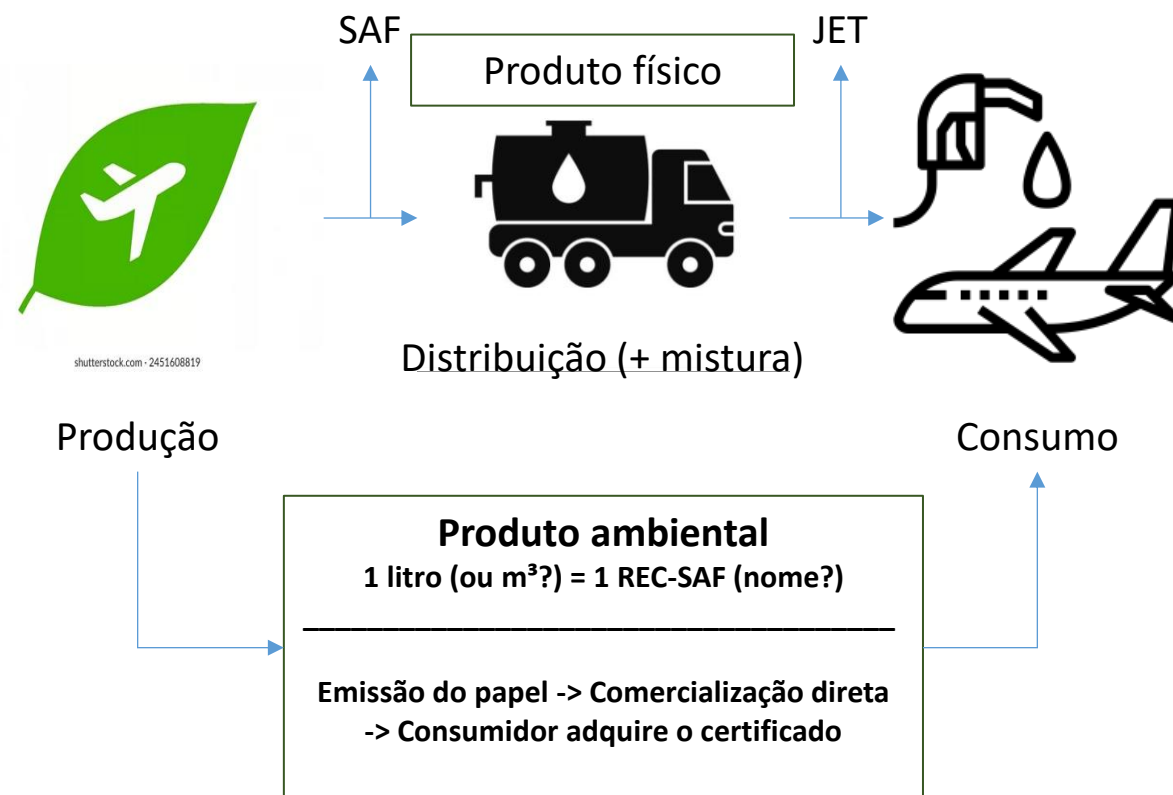 SAF
JET
Produto físico
shutterstock.com · 2451608819
Distribuição (+ mistura)
Produção
Consumo
Produto ambiental
1 litro (ou m³?) = 1 REC-SAF (nome?)
Emissão do papel -> Comercialização direta
-> Consumidor adquire o certificado